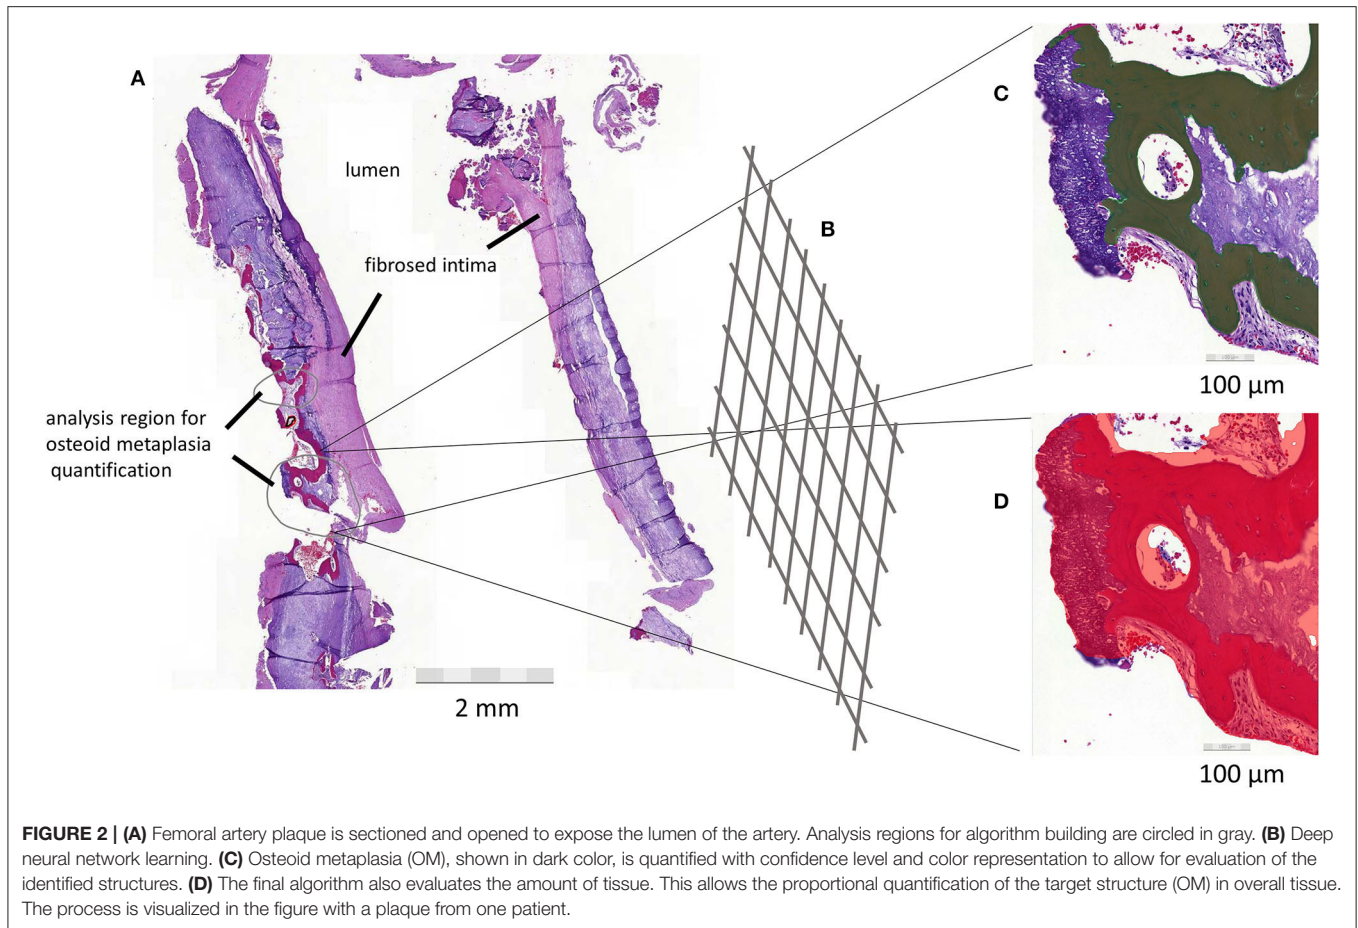 A
lumen
fibrosed intima
analysis region for
osteoid metaplasia
quantification
2 mm
B
C
100 µm
100 µm
D
100 µm
FIGURE 2 | (A) Femoral artery plaque is sectioned and opened to expose the lumen of the artery. Analysis regions for algorithm building are circled in gray. (B) Deep
neural network learning. (C) Osteoid metaplasia (OM), shown in dark color, is quantified with confidence level and color representation to allow for evaluation of the
identified structures. (D) The final algorithm also evaluates the amount of tissue. This allows the proportional quantification of the target structure (OM) in overall tissue.
The process is visualized in the figure with a plaque from one patient.